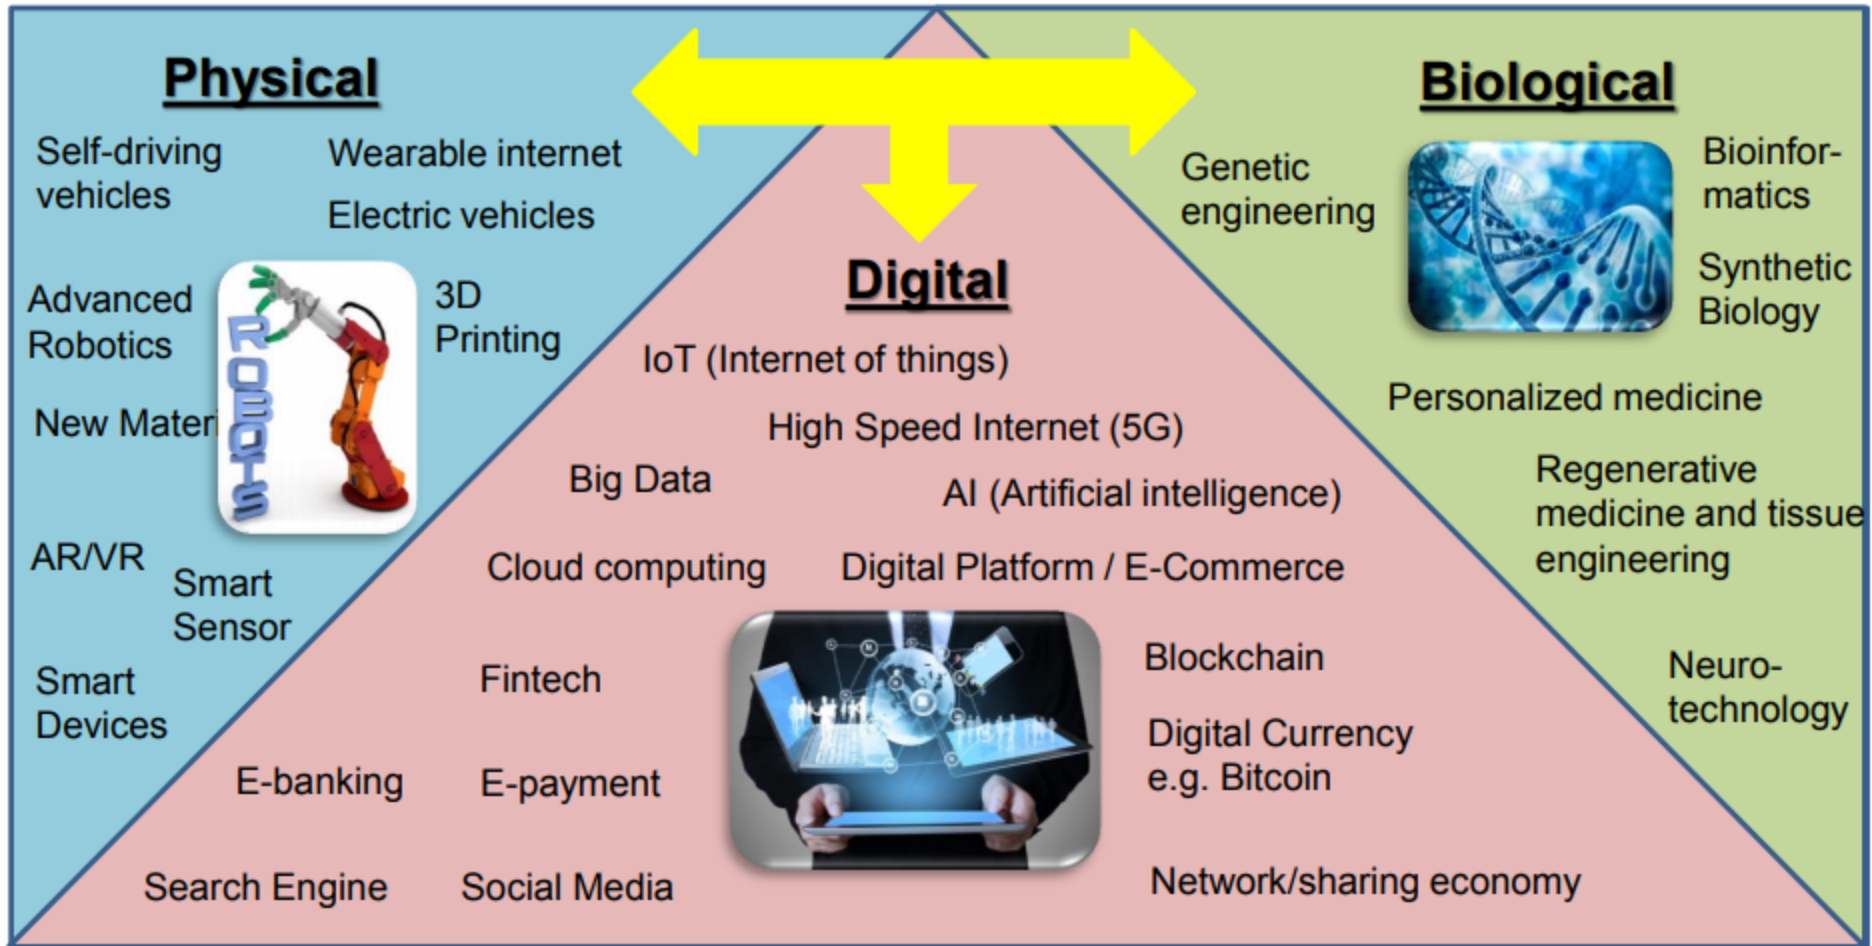 Physical
Self-driving
vehicles
Wearable internet
Electric vehicles
Advanced
Robotics
3D
Printing
New Materi
ROBOTS
AR/VR
Smart
Sensor
Smart
Devices
Digital
IoT (Internet of things)
High Speed Internet (5G)
Big Data
AI (Artificial intelligence)
Cloud computing
Digital Platform / E-Commerce
Fintech
Blockchain
E-banking
E-payment
Digital Currency
e.g. Bitcoin
Search Engine
Social Media
Network/sharing economy
Biological
Genetic
engineering
Bioinfor-
matics
Synthetic
Biology
Personalized medicine
Regenerative
medicine and tissue
engineering
Neuro-
technology